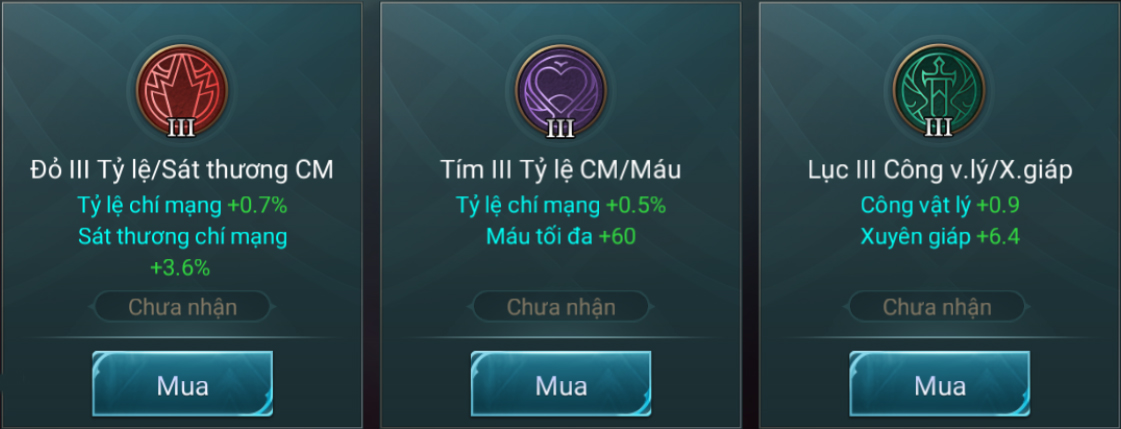 III
Đỏ III Tỷ lệ/Sát thương CM
Tỷ lệ chí mạng +0.7%
Sát thương chí mạng
+3.6%
Chưa nhận
Mua
III
Tím III Tỷ lệ CM/Máu
Tỷ lệ chí mạng +0.5%
Máu tối đa +60
Chưa nhận
Mua
III
Lục III Công v.lý/X.giáp
Công vật lý +0.9
Xuyên giáp +6.4
Chưa nhận
Mua